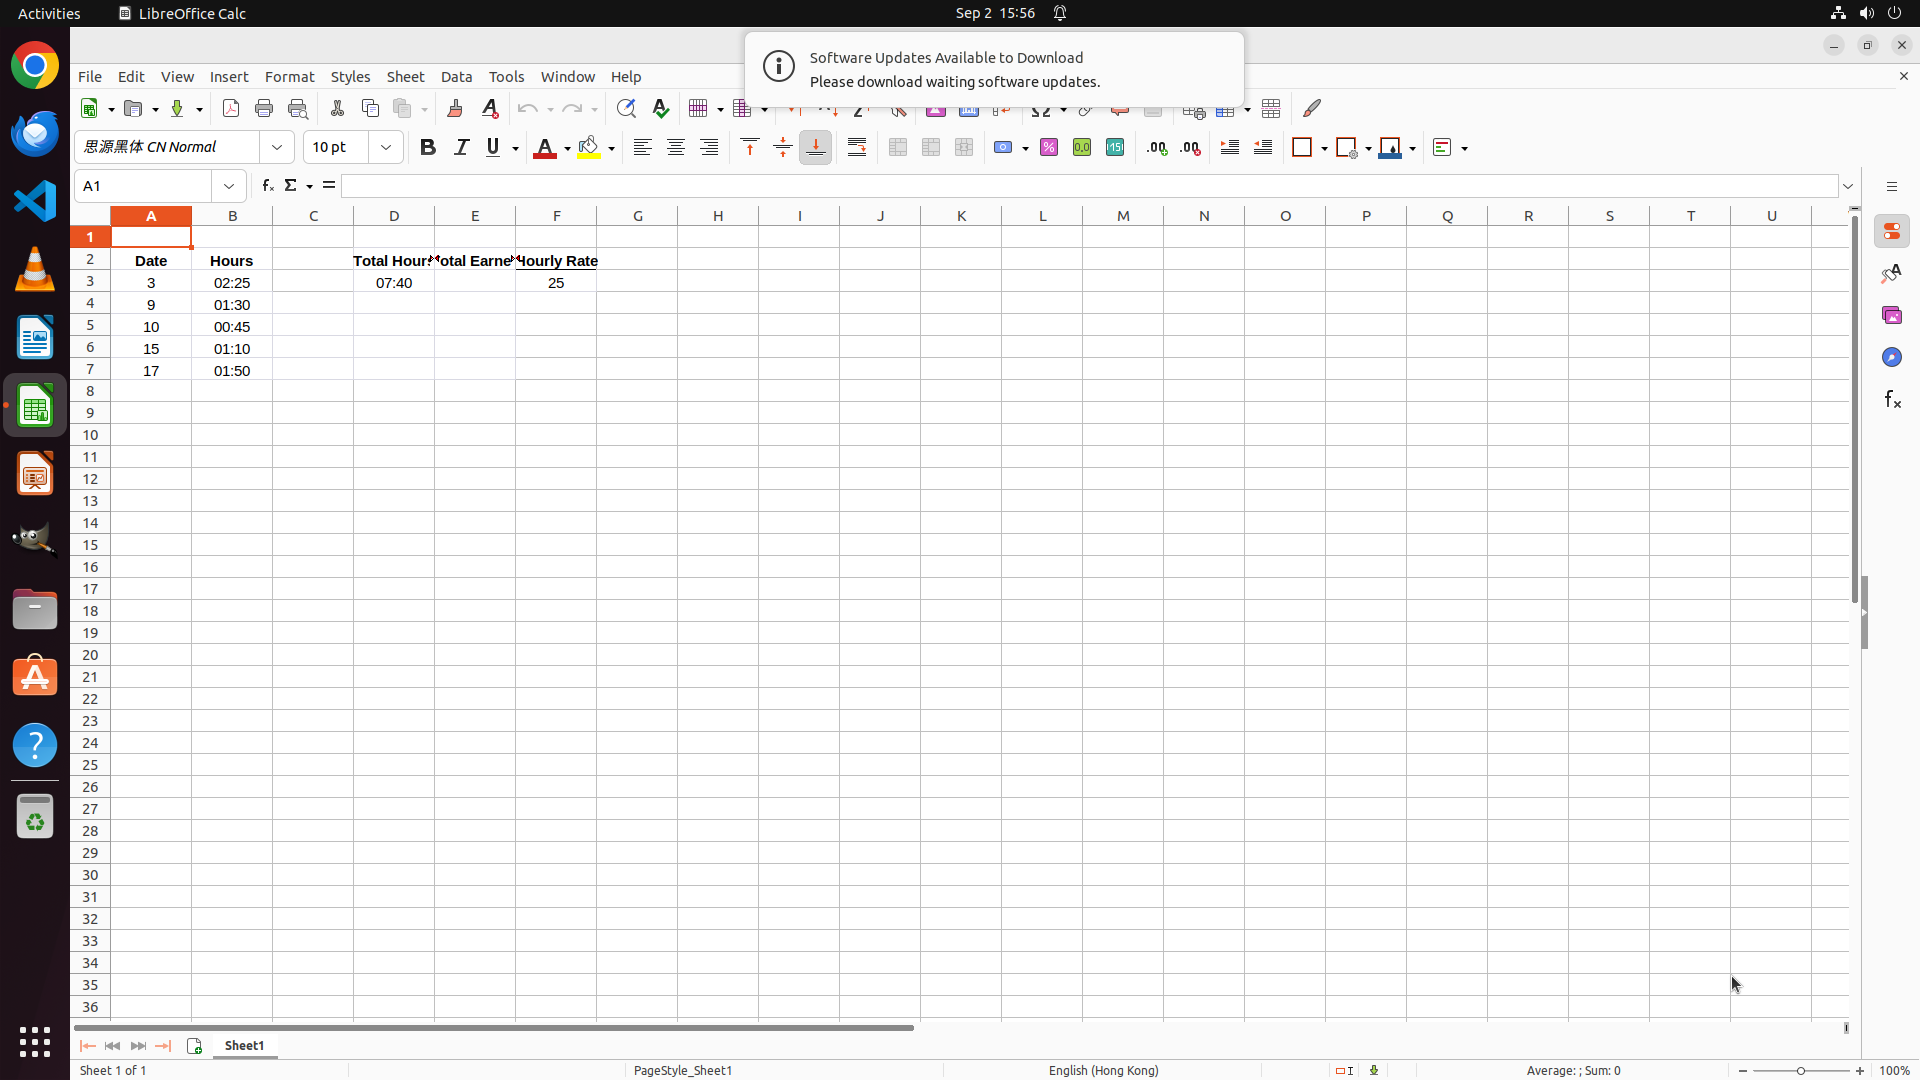 Activities
LibreOffice Calc
Sep 2 15:56
Software Updates Available to Download
Please download waiting software updates.
File Edit View Insert Format Styles Sheet Data Tools Window Help
思源黑体 CN Normal
10 pt
A1
A B C D E F G H I J K L M N O P Q R S T U
1
2 Date Hours Total Hour otal Earne Hourly Rate
3 3 02:25 07:40 25
4 9 01:30
5 10 00:45
6 15 01:10
7 17 01:50
8
9
10
11
12
13
14
15
16
17
18
19
20
21
22
23
24
25
26
27
28
29
30
31
32
33
34
35
36
Sheet1
Sheet 1 of 1
PageStyle_Sheet1
English (Hong Kong)
Average: ; Sum: 0
100%